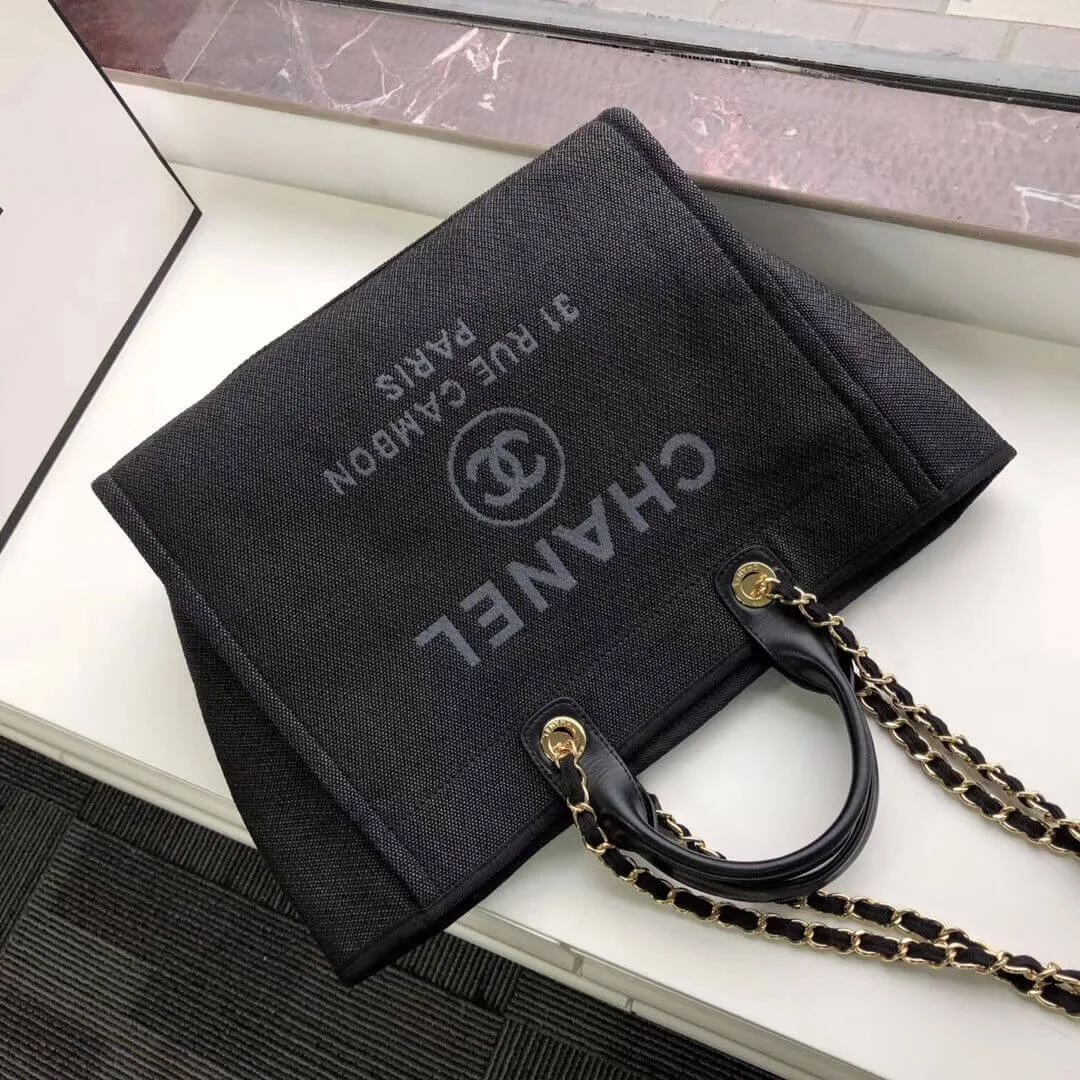 CHANEL
31 RUE CAMBON
PARIS